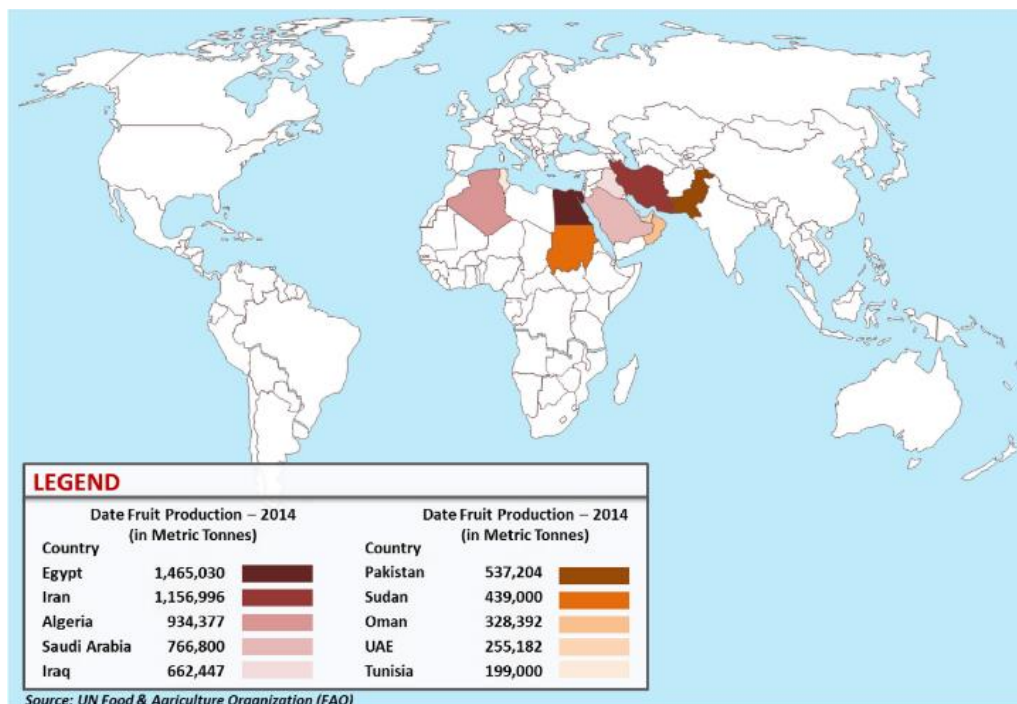 LEGEND
Date Fruit Production – 2014
(in Metric Tonnes)
Country
Egypt 1,465,030
Iran 1,156,996
Algeria 934,377
Saudi Arabia 766,800
Iraq 662,447
Date Fruit Production – 2014
(in Metric Tonnes)
Country
Pakistan 537,204
Sudan 439,000
Oman 328,392
UAE 255,182
Tunisia 199,000
Source: UN Food & Agriculture Organization (FAO)